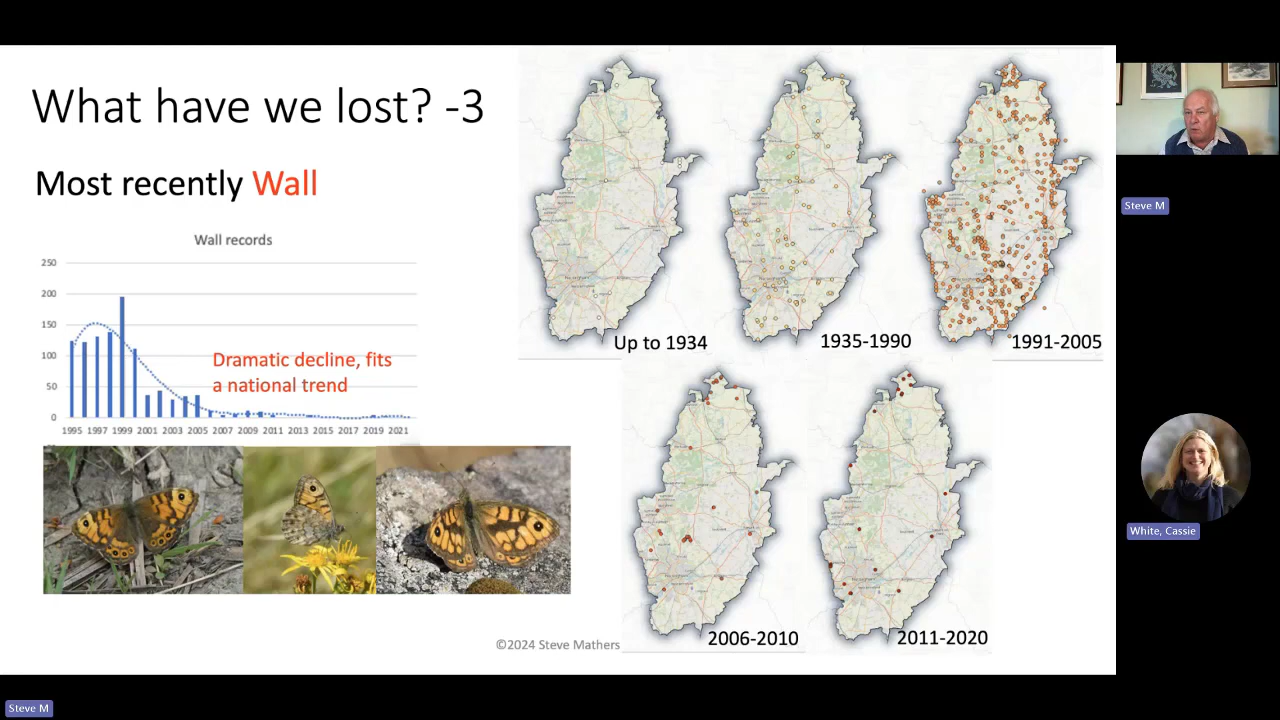 What have we lost? -3
Most recently Wall
Wall records
250
200
150
100
50
0
1995 1997 1999 2001 2003 2005 2007 2009 2011 2013 2015 2017 2019 2021
Dramatic decline, fits
a national trend
Up to 1934
1935-1990
1991-2005
2006-2010
2011-2020
©2024 Steve Mathers
Steve M
White, Cassie
Steve M